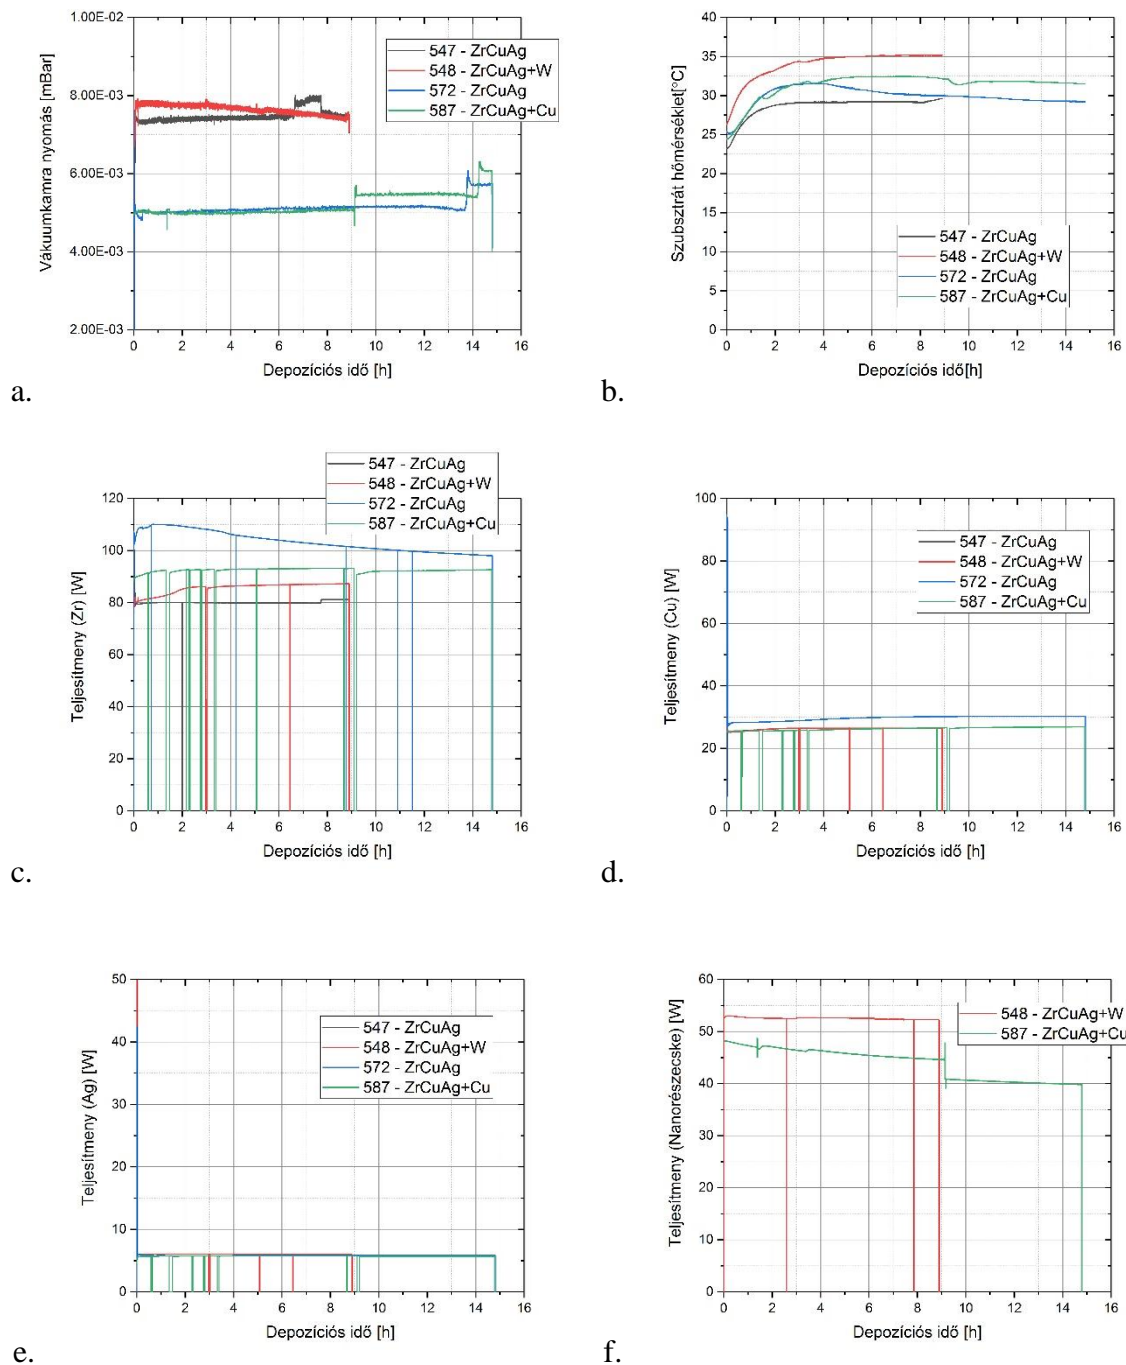 Vákuumkamra nyomás [mBar]
1.00E-02
8.00E-03
6.00E-03
4.00E-03
2.00E-03
547 - ZrCuAg
548 - ZrCuAg+W
572 - ZrCuAg
587 - ZrCuAg+Cu
0 2 4 6 8 10 12 14 16
Depozíciós idő [h]
a.
Szubsztrát hőmérséklet[°C]
40
35
30
25
20
15
10
5
0
547 - ZrCuAg
548 - ZrCuAg+W
572 - ZrCuAg
587 - ZrCuAg+Cu
0 2 4 6 8 10 12 14 16
Depozíciós idő[h]
b.
547 - ZrCuAg
548 - ZrCuAg+W
572 - ZrCuAg
587 - ZrCuAg+Cu
Teljesítmeny (Zr) [W]
120
100
80
60
40
20
0
0 2 4 6 8 10 12 14 16
Depozíciós idő [h]
c.
Teljesítmeny (Cu) [W]
100
80
60
40
20
0
547 - ZrCuAg
548 - ZrCuAg+W
572 - ZrCuAg
587 - ZrCuAg+Cu
0 2 4 6 8 10 12 14 16
Depozíciós idő [h]
d.
Teljesítmeny (Ag) [W]
50
40
30
20
10
0
547 - ZrCuAg
548 - ZrCuAg+W
572 - ZrCuAg
587 - ZrCuAg+Cu
0 2 4 6 8 10 12 14 16
Depozíciós idő [h]
e.
Teljesítmeny (Nanorészecske) [W]
60
50
40
30
20
10
0
548 - ZrCuAg+W
587 - ZrCuAg+Cu
0 2 4 6 8 10 12 14 16
Depozíciós idő [h]
f.